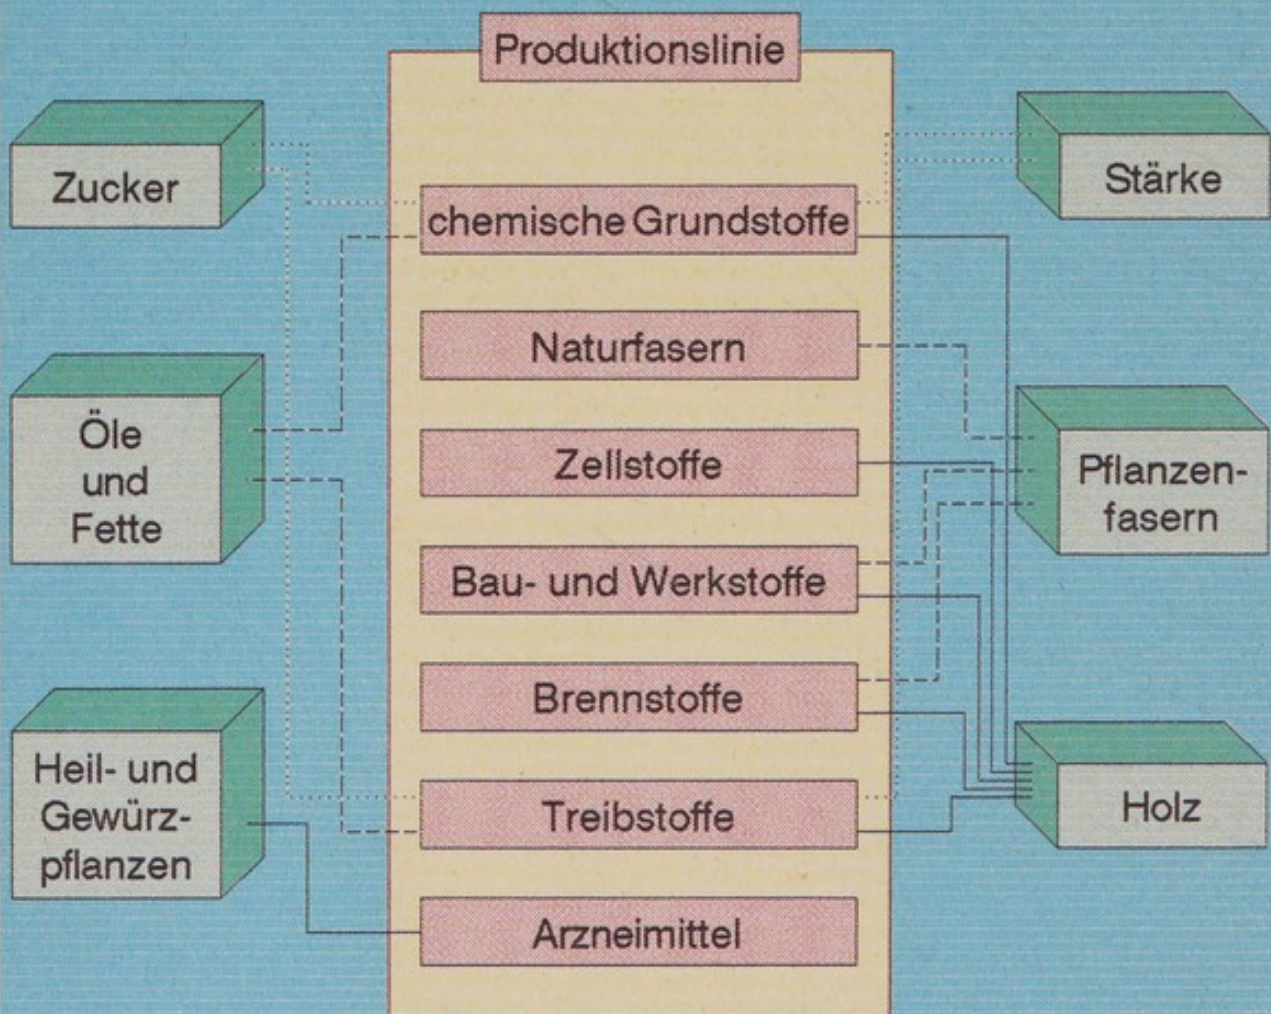 Produktionslinie
Zucker
Stärke
chemische Grundstoffe
Naturfasern
Öle
und
Fette
Zellstoffe
Pflanzen-
fasern
Bau- und Werkstoffe
Brennstoffe
Heil- und
Gewürz-
pflanzen
Treibstoffe
Holz
Arzneimittel